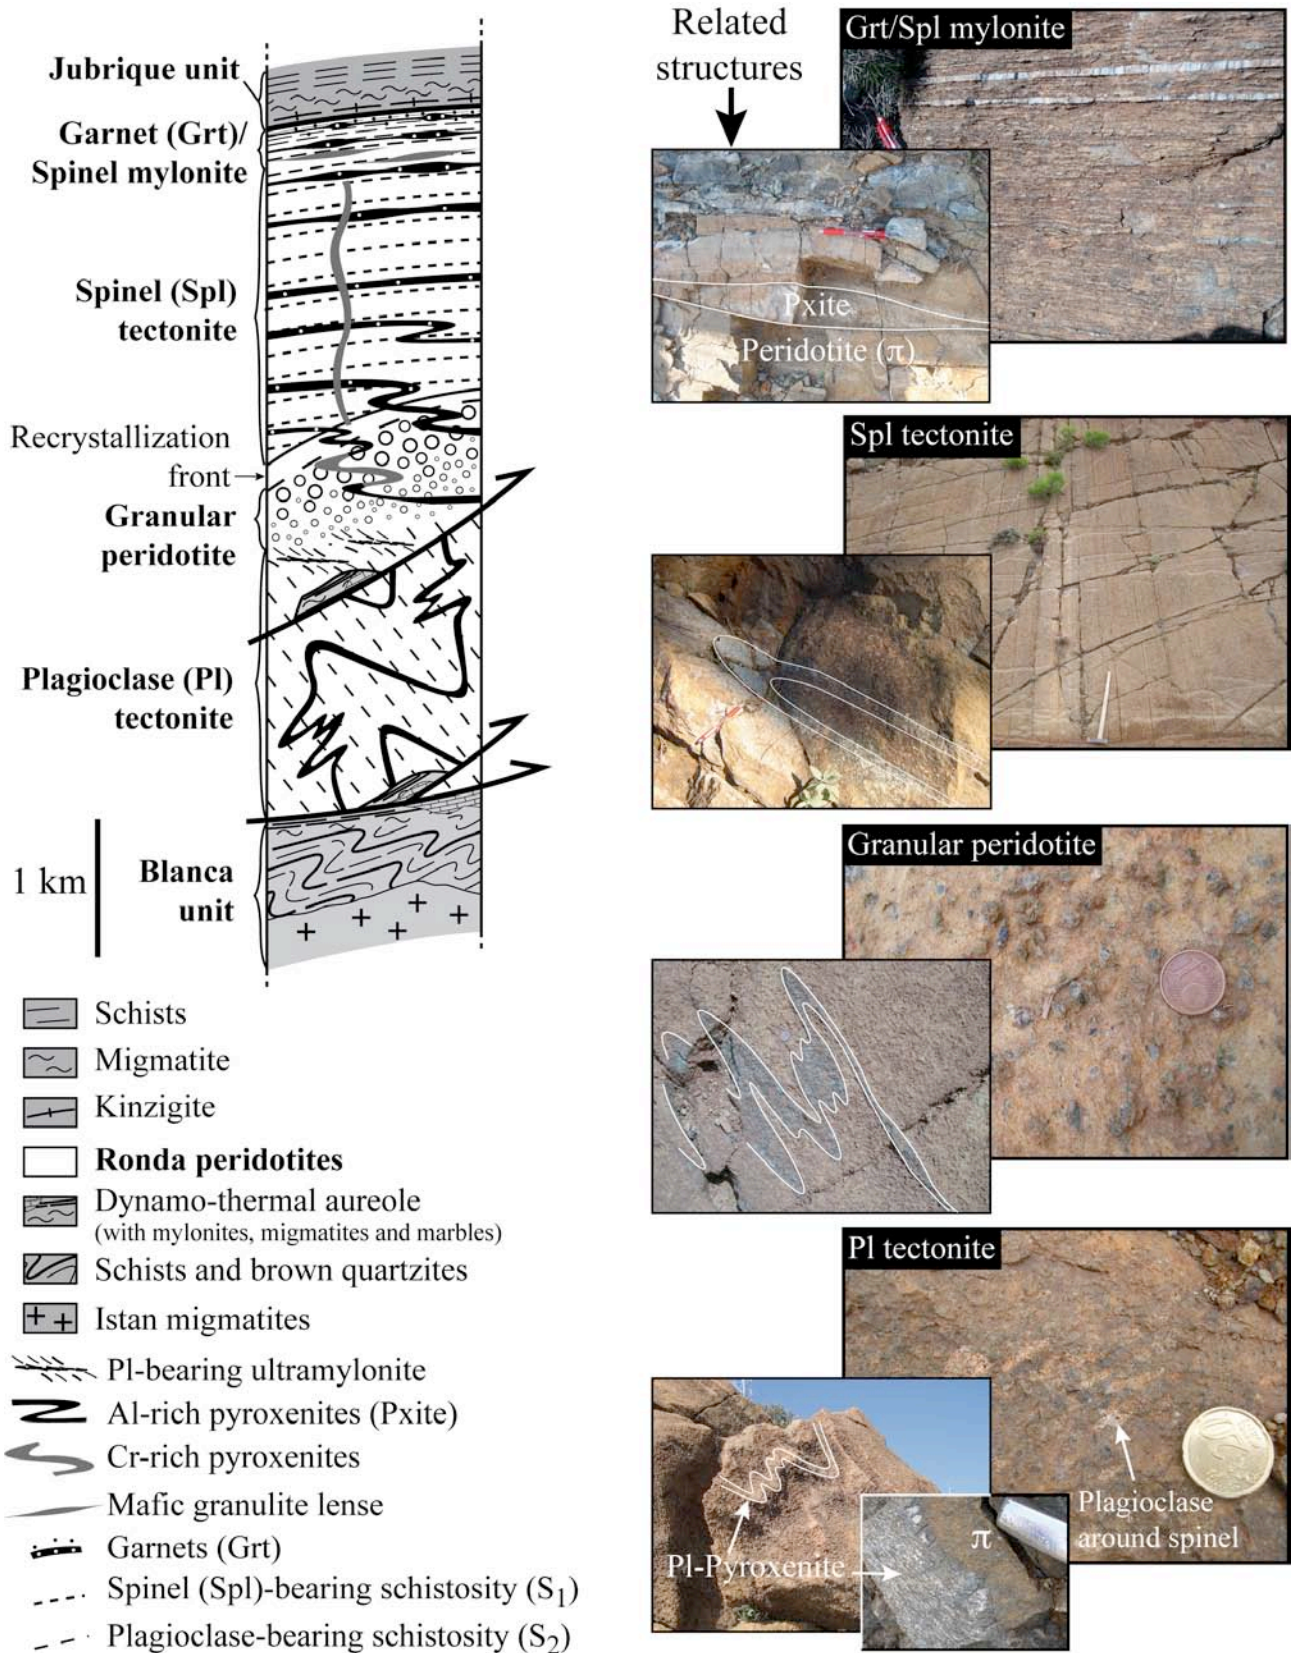 Jubrique unit
Garnet (Grt)/
Spinel mylonite
Spinel (Spl)
tectonite
Recrystallization
front
Granular
peridotite
Plagioclase (Pl)
tectonite
1 km
Blanca
unit
Schists
Migmatite
Kinzigite
Ronda peridotites
Dynamo-thermal aureole
(with mylonites, migmatites and marbles)
Schists and brown quartzites
Istan migmatites
Pl-bearing ultramylonite
Al-rich pyroxenites (Pxite)
Cr-rich pyroxenites
Mafic granulite lense
Garnets (Grt)
Spinel (Spl)-bearing schistosity (S1)
Plagioclase-bearing schistosity (S2)
Related
structures
Grt/Spl mylonite
Pxite
Peridotite (π)
Spl tectonite
Granular peridotite
Pl tectonite
Plagioclase
around spinel
π
Pl-Pyroxenite